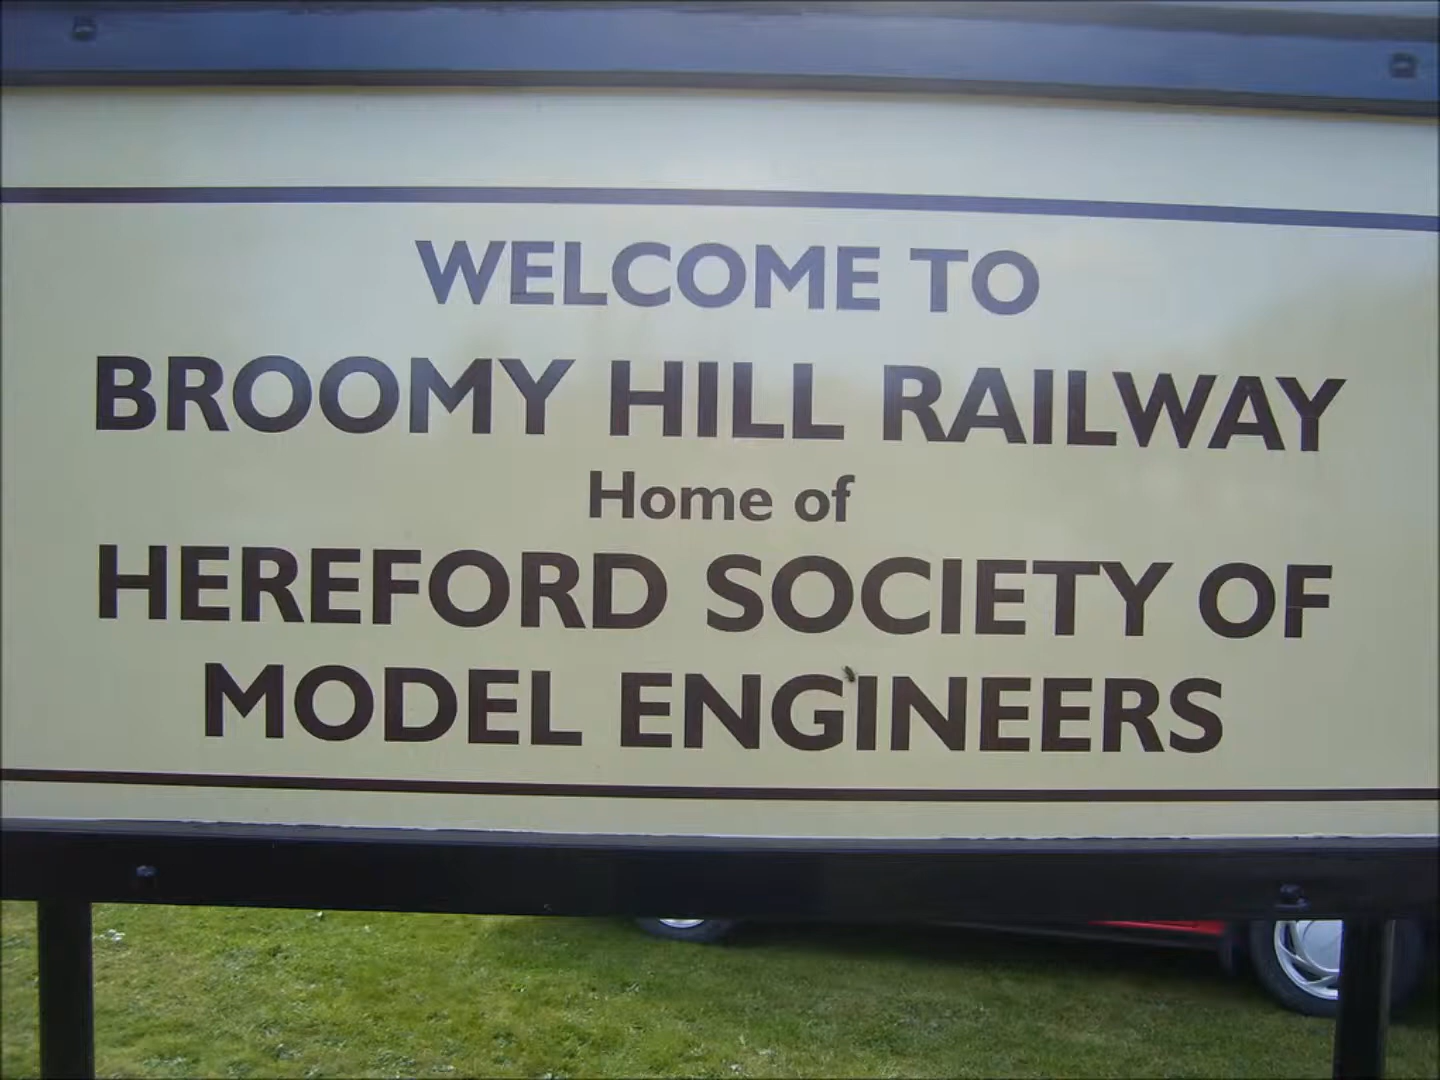 WELCOME TO
BROOMY HILL RAILWAY
Home of
HEREFORD SOCIETY OF
MODEL ENGINEERS